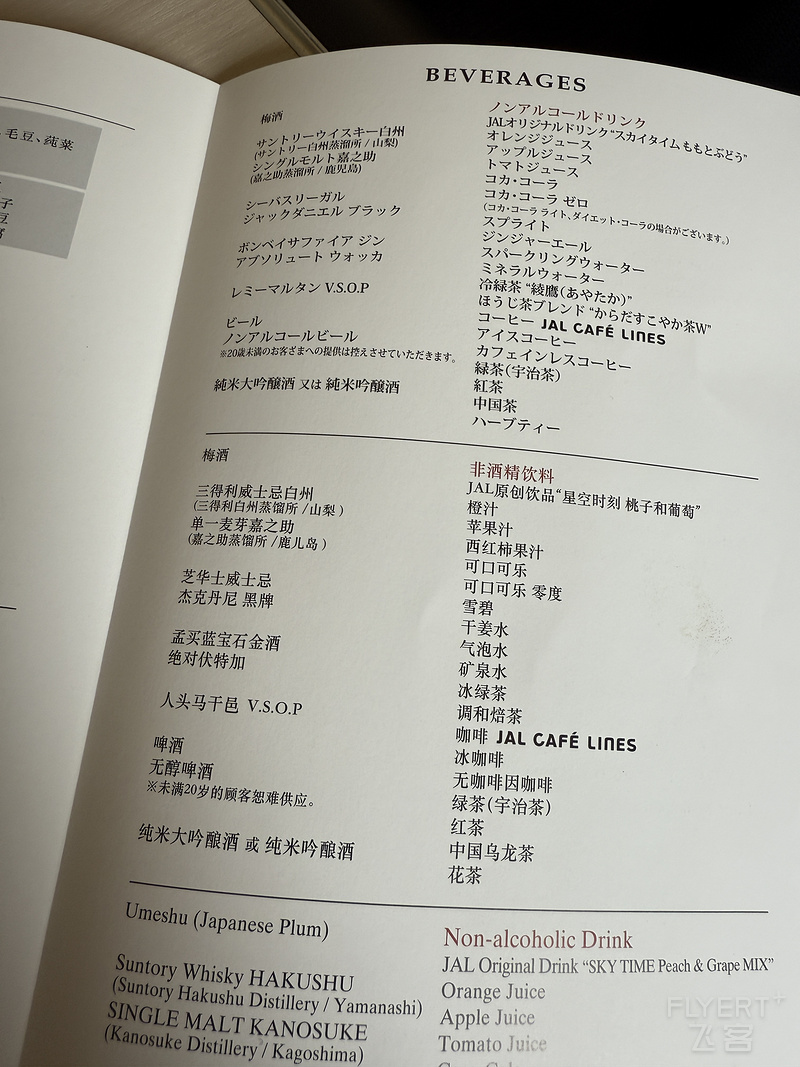 毛豆、莼菜
子
豆
BEVERAGES
梅酒
サントリーウイスキー白州
(サントリー白州蒸溜所 / 山梨)
シングルモルト嘉之助
(嘉之助蒸溜所 / 鹿児島)
シーバスリーガル
ジャックダニエル ブラック
ボンベイサファイア ジン
アブソリュート ウォッカ
レミーマルタン V.S.O.P
ビール
ノンアルコールビール
※20歳未満のお客さまへの提供は控えさせていただきます。
純米大吟醸酒 又は 純米吟醸酒
ノンアルコールドリンク
JALオリジナルドリンク“スカイタイム ももとぶどう”
オレンジジュース
アップルジュース
トマトジュース
コカ・コーラ
コカ・コーラ ゼロ
(コカ・コーラ ライト、ダイエット・コーラの場合がございます。)
スプライト
ジンジャーエール
スパークリングウォーター
ミネラルウォーター
冷緑茶 “綾鷹(あやたか)”
ほうじ茶ブレンド “からだすこやか茶W”
コーヒー JAL CAFÉ LINES
アイスコーヒー
カフェインレスコーヒー
緑茶(宇治茶)
紅茶
中国茶
ハーブティー
梅酒
三得利威士忌白州
(三得利白州蒸馏所 / 山梨 )
单一麦芽嘉之助
(嘉之助蒸馏所 / 鹿儿岛 )
芝华士威士忌
杰克丹尼 黑牌
孟买蓝宝石金酒
绝对伏特加
人头马干邑 V.S.O.P
啤酒
无醇啤酒
※未满20岁的顾客恕难供应。
纯米大吟酿酒 或 纯米吟酿酒
非酒精饮料
JAL原创饮品“星空时刻 桃子和葡萄”
橙汁
苹果汁
西红柿果汁
可口可乐
可口可乐 零度
雪碧
干姜水
气泡水
矿泉水
冰绿茶
调和焙茶
咖啡 JAL CAFÉ LINES
冰咖啡
无咖啡因咖啡
绿茶(宇治茶)
红茶
中国乌龙茶
花茶
Umeshu (Japanese Plum)
Suntory Whisky HAKUSHU
(Suntory Hakushu Distillery / Yamanashi)
SINGLE MALT KANOSUKE
(Kanosuke Distillery / Kagoshima)
Non-alcoholic Drink
JAL Original Drink “SKY TIME Peach & Grape MIX”
Orange Juice
Apple Juice
Tomato Juice
FLYERT+
飞客